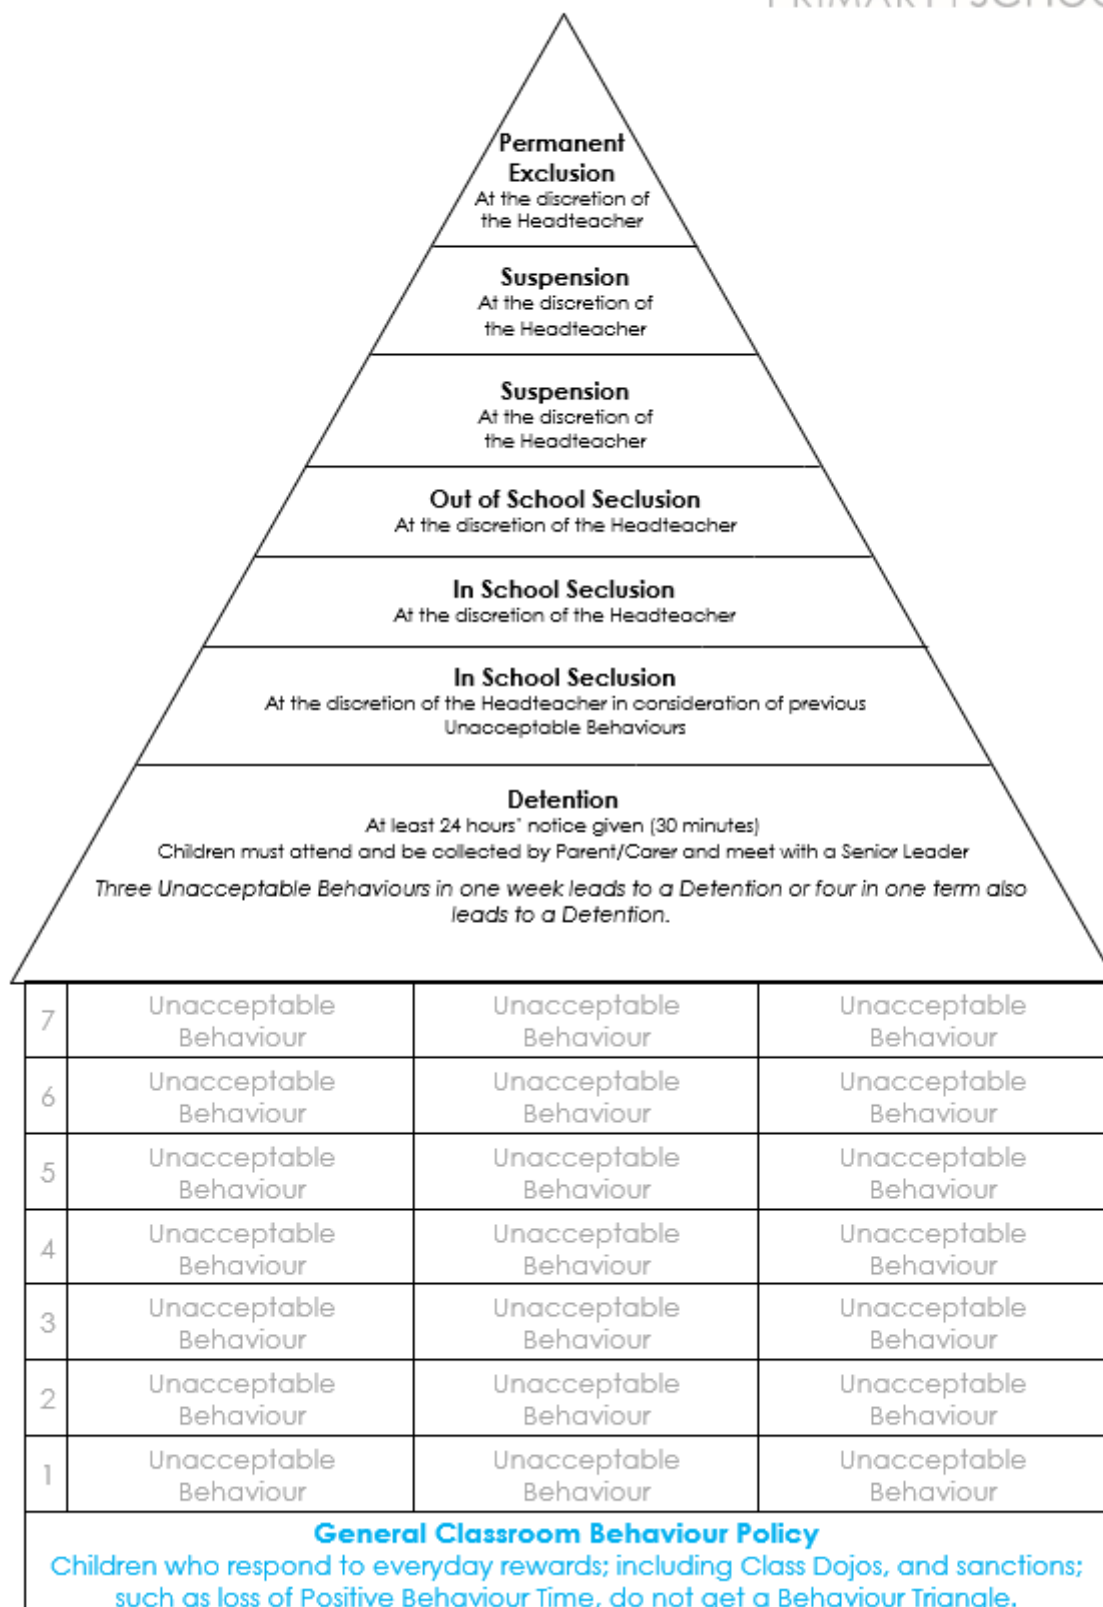 PRIMARY | SCHOO
Permanent
Exclusion
At the discretion of
the Headteacher
Suspension
At the discretion of
the Headteacher
Suspension
At the discretion of
the Headteacher
Out of School Seclusion
At the discretion of the Headteacher
In School Seclusion
At the discretion of the Headteacher
In School Seclusion
At the discretion of the Headteacher in consideration of previous
Unacceptable Behaviours
Detention
At least 24 hours' notice given (30 minutes)
Children must attend and be collected by Parent/Carer and meet with a Senior Leader
Three Unacceptable Behaviours in one week leads to a Detention or four in one term also
leads to a Detention.
7 Unacceptable Unacceptable Unacceptable
Behaviour Behaviour Behaviour
6 Unacceptable Unacceptable Unacceptable
Behaviour Behaviour Behaviour
5 Unacceptable Unacceptable Unacceptable
Behaviour Behaviour Behaviour
4 Unacceptable Unacceptable Unacceptable
Behaviour Behaviour Behaviour
3 Unacceptable Unacceptable Unacceptable
Behaviour Behaviour Behaviour
2 Unacceptable Unacceptable Unacceptable
Behaviour Behaviour Behaviour
1 Unacceptable Unacceptable Unacceptable
Behaviour Behaviour Behaviour
General Classroom Behaviour Policy
Children who respond to everyday rewards; including Class Dojos, and sanctions;
such as loss of Positive Behaviour Time, do not get a Behaviour Triangle.